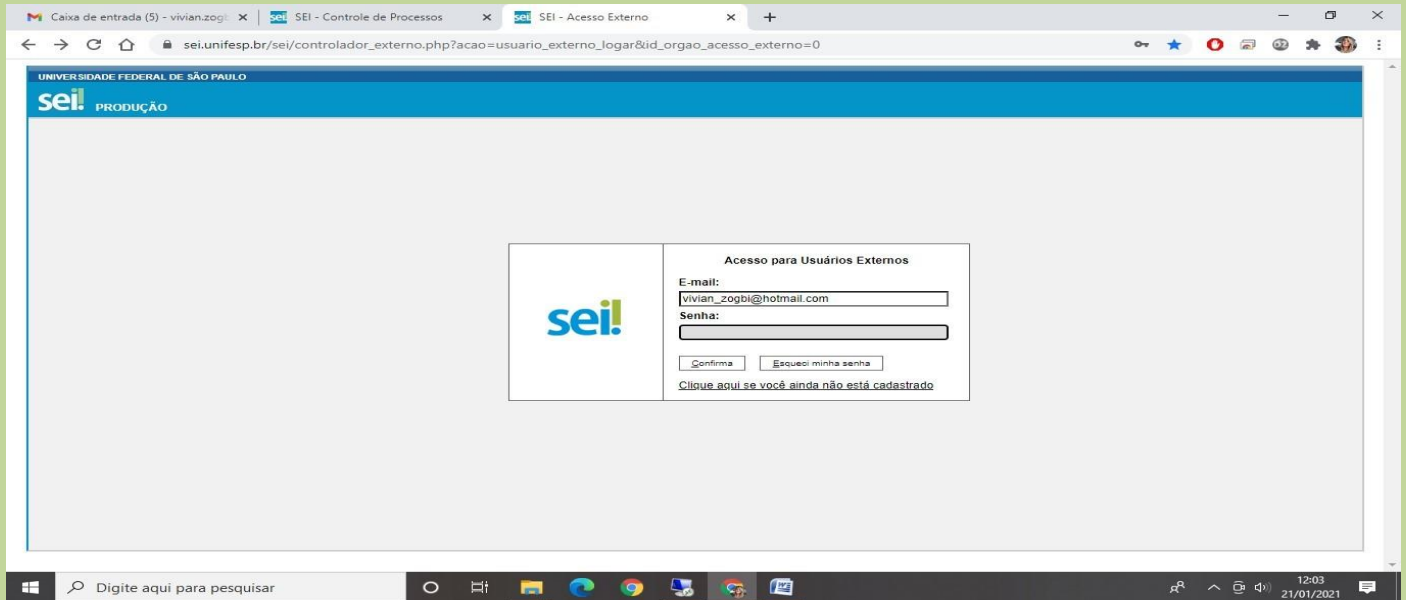 Caixa de entrada (5) - vivian.zogb
SEI - Controle de Processos
SEI - Acesso Externo
sei.unifesp.br/sei/controlador_externo.php?acao=usuario_externo_logar&id_orgao_acesso_externo=0
UNIVERSIDADE FEDERAL DE SÃO PAULO
sei! PRODUÇÃO
Acesso para Usuários Externos
E-mail:
vivian_zogbi@hotmail.com
Senha:
sei!
Confirma Esqueci minha senha
Clique aqui se você ainda não está cadastrado
Digite aqui para pesquisar
12:03
21/01/2021